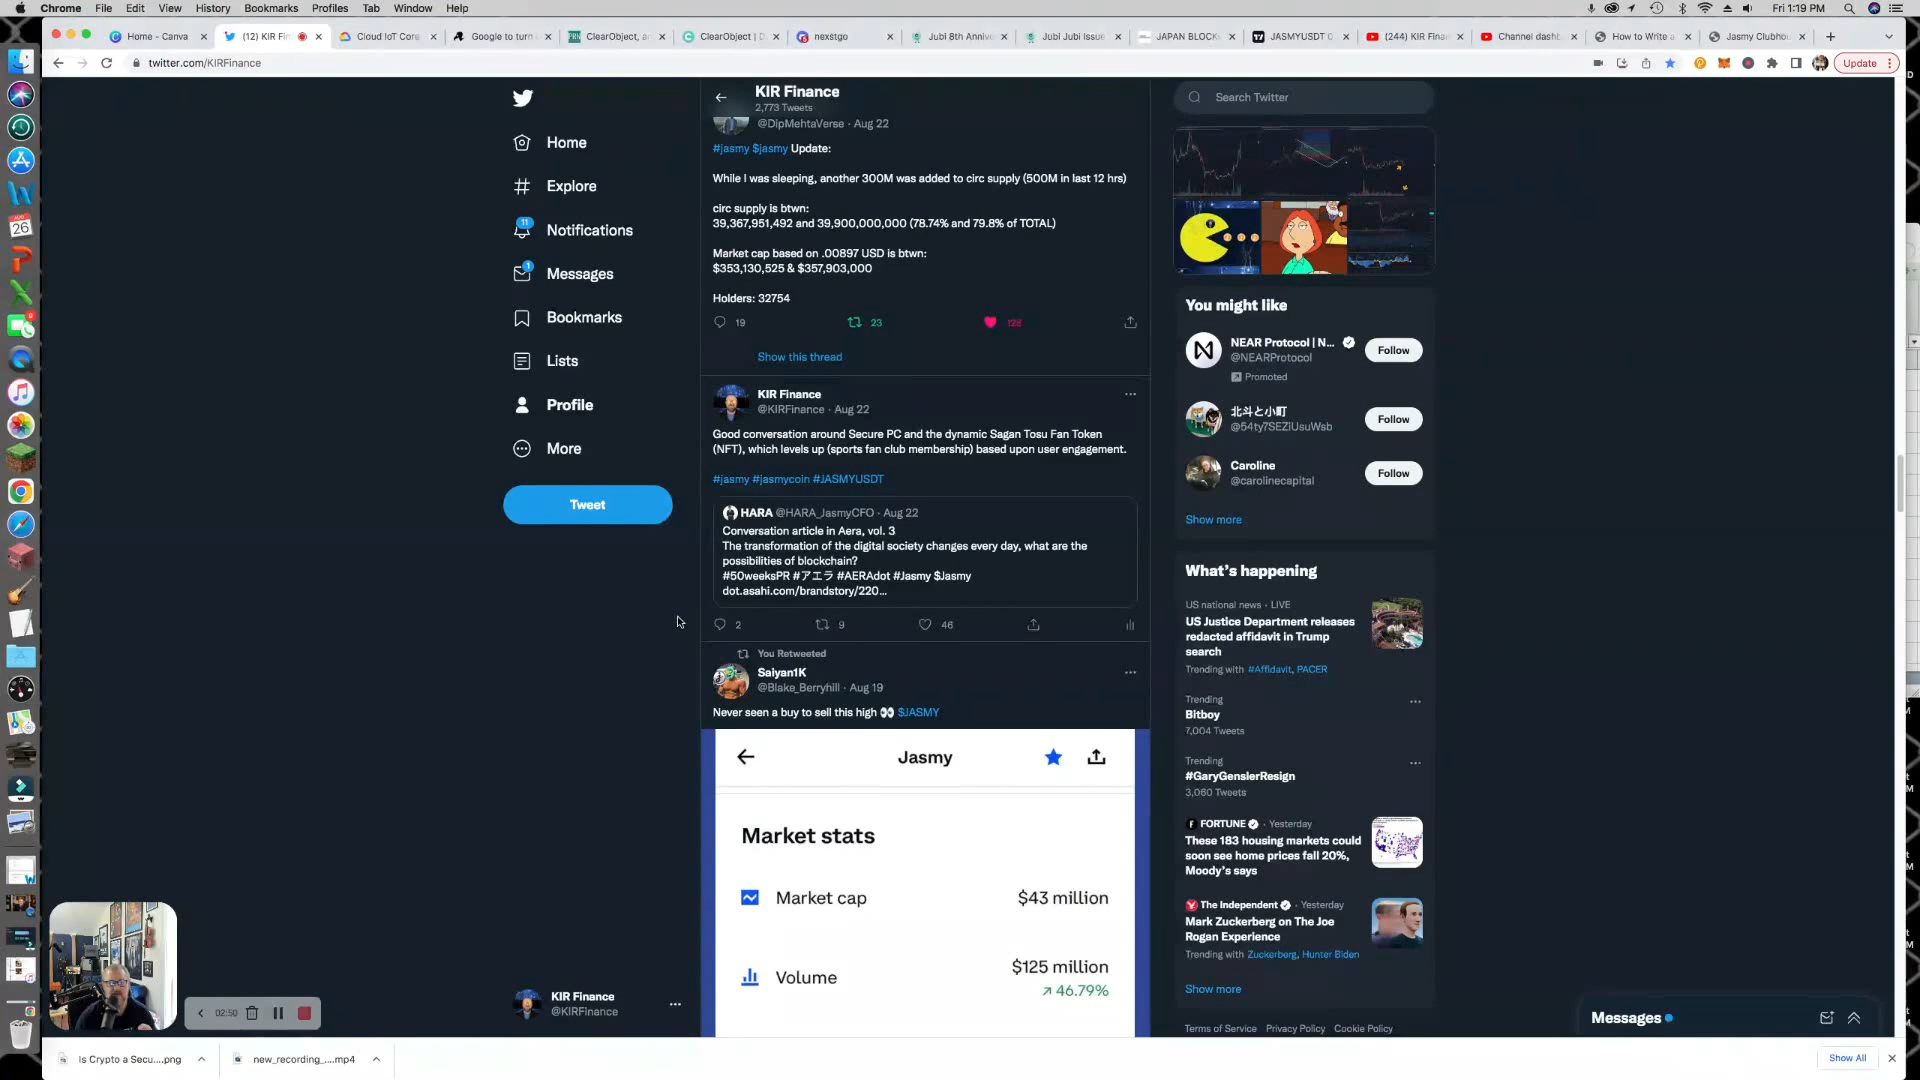 Chrome File Edit View History Bookmarks Profiles Tab Window Help
Fri 1:19 PM
Home - Canva
(12) KIR Fin
Cloud IoT Core
Google to turn
ClearObject, a
ClearObject | D
nextstgo
Jubi 8th Annive
Jubi Jubi Issue
JAPAN BLOCK
JASMYUSDT
(244) KIR Fina
Channel dashb
How to Write a
Jasmy Clubhou
twitter.com/KIRFinance
Update
Home
Explore
11
Notifications
1
Messages
Bookmarks
Lists
Profile
More
Tweet
KIR Finance
@KIRFinance
02:50
KIR Finance
2,773 Tweets
@DipMehtaVerse · Aug 22
#jasmy $jasmy Update:
While I was sleeping, another 300M was added to circ supply (500M in last 12 hrs)
circ supply is btwn:
39,367,951,492 and 39,900,000,000 (78.74% and 79.8% of TOTAL)
Market cap based on .00897 USD is btwn:
$353,130,525 & $357,903,000
Holders: 32754
19 23 128
Show this thread
KIR Finance
@KIRFinance · Aug 22
Good conversation around Secure PC and the dynamic Sagan Tosu Fan Token
(NFT), which levels up (sports fan club membership) based upon user engagement.
#jasmy #jasmycoin #JASMYUSDT
HARA @HARA_JasmyCFO · Aug 22
Conversation article in Aera, vol. 3
The transformation of the digital society changes every day, what are the
possibilities of blockchain?
#50weeksPR #アエラ #AERAdot #Jasmy $Jasmy
dot.asahi.com/brandstory/220...
2 9 46
You Retweeted
Saiyan1K
@Blake_Berryhill · Aug 19
Never seen a buy to sell this high 👀 $JASMY
Jasmy
Market stats
Market cap $43 million
Volume $125 million
↗ 46.79%
Search Twitter
You might like
NEAR Protocol | N...
@NEARProtocol
Promoted
Follow
北斗と小町
@54ty7SEZiUsuWsb
Follow
Caroline
@carolinecapital
Follow
Show more
What's happening
US national news · LIVE
US Justice Department releases
redacted affidavit in Trump
search
Trending with #Affidavit, PACER
Trending
Bitboy
7,004 Tweets
Trending
#GaryGenslerResign
3,060 Tweets
FORTUNE · Yesterday
These 183 housing markets could
soon see home prices fall 20%,
Moody's says
The Independent · Yesterday
Mark Zuckerberg on The Joe
Rogan Experience
Trending with Zuckerberg, Hunter Biden
Show more
Terms of Service Privacy Policy Cookie Policy
Messages
Is Crypto a Secu....png
new_recording_....mp4
Show All